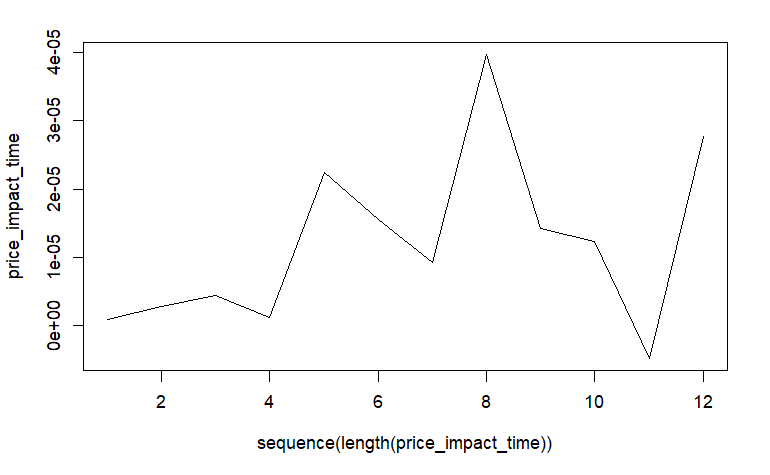 price_impact_time
4e-05
3e-05
2e-05
1e-05
0e+00
2 4 6 8 10 12
sequence(length(price_impact_time))